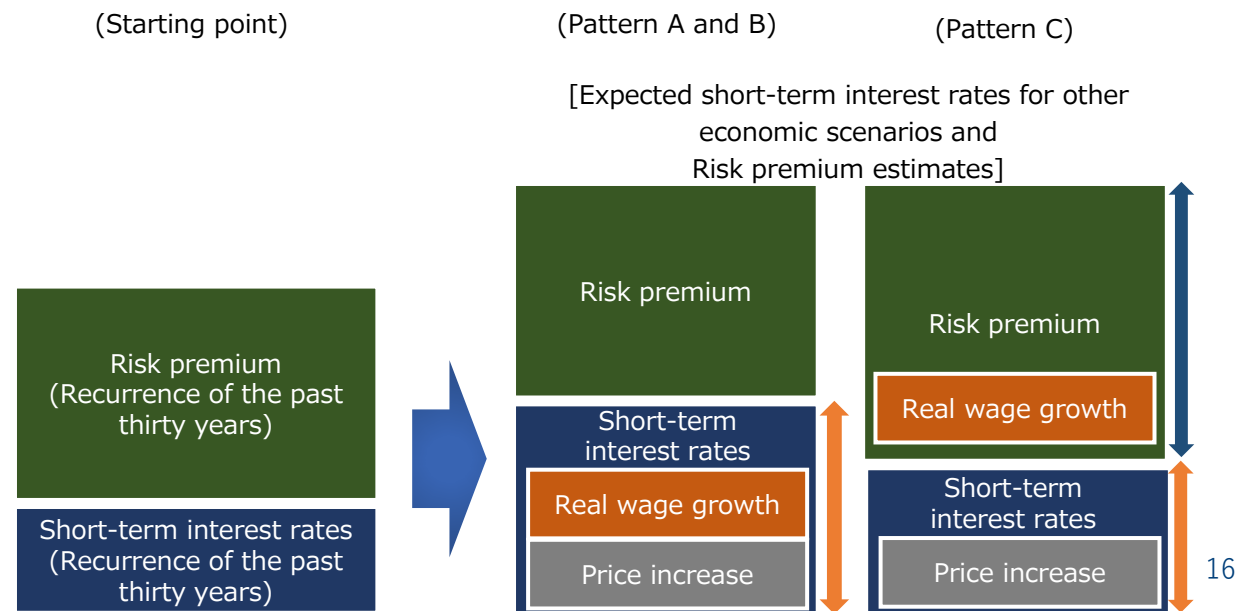 (Starting point)
(Pattern A and B)
(Pattern C)
[Expected short-term interest rates for other
economic scenarios and
Risk premium estimates]
Risk premium
(Recurrence of the past
thirty years)
Short-term interest rates
(Recurrence of the past
thirty years)
Risk premium
Short-term
interest rates
Real wage growth
Price increase
Risk premium
Real wage growth
Short-term
interest rates
Price increase
16